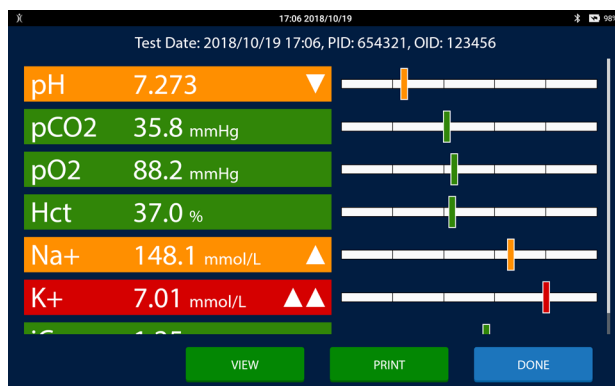 17:06 2018/10/19 98%
Test Date: 2018/10/19 17:06, PID: 654321, OID: 123456
pH 7.273
pCO2 35.8 mmHg
pO2 88.2 mmHg
Hct 37.0 %
Na+ 148.1 mmol/L
K+ 7.01 mmol/L
VIEW PRINT DONE